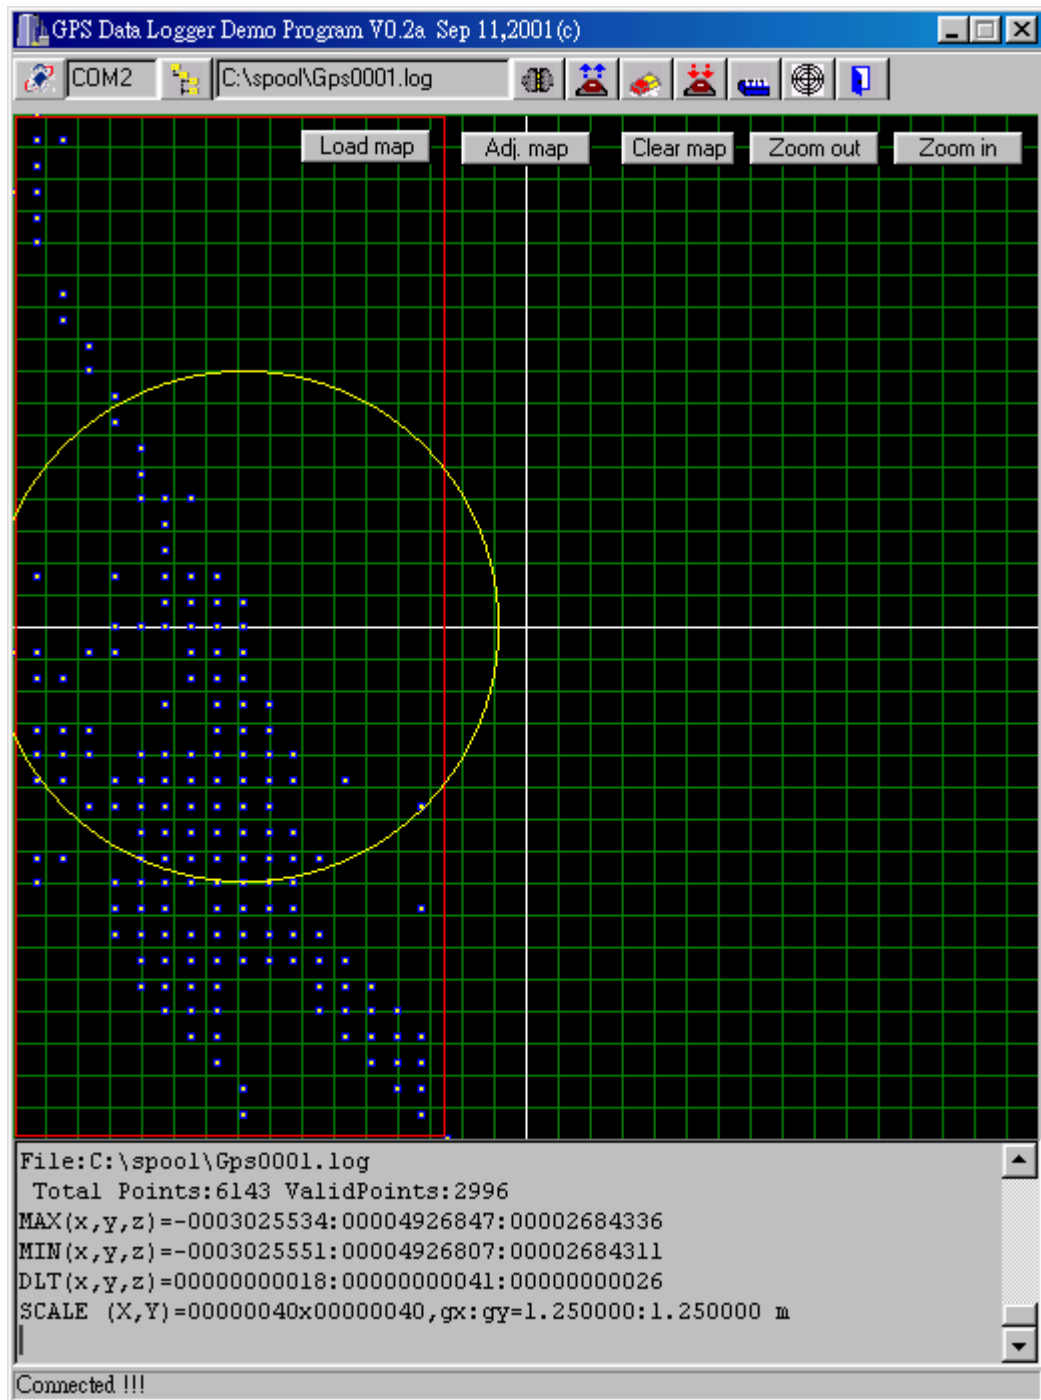 GPS Data Logger Demo Program V0.2a Sep 11,2001(c)
COM2 C:\spool\Gps0001.log
Load map Adj. map Clear map Zoom out Zoom in
File:C:\spool\Gps0001.log
Total Points:6143 ValidPoints:2996
MAX(x,y,z)=-0003025534:00004926847:00002684336
MIN(x,y,z)=-0003025551:00004926807:00002684311
DLT(x,y,z)=00000000018:00000000041:00000000026
SCALE (X,Y)=00000040x00000040,gx:gy=1.250000:1.250000 m
Connected !!!